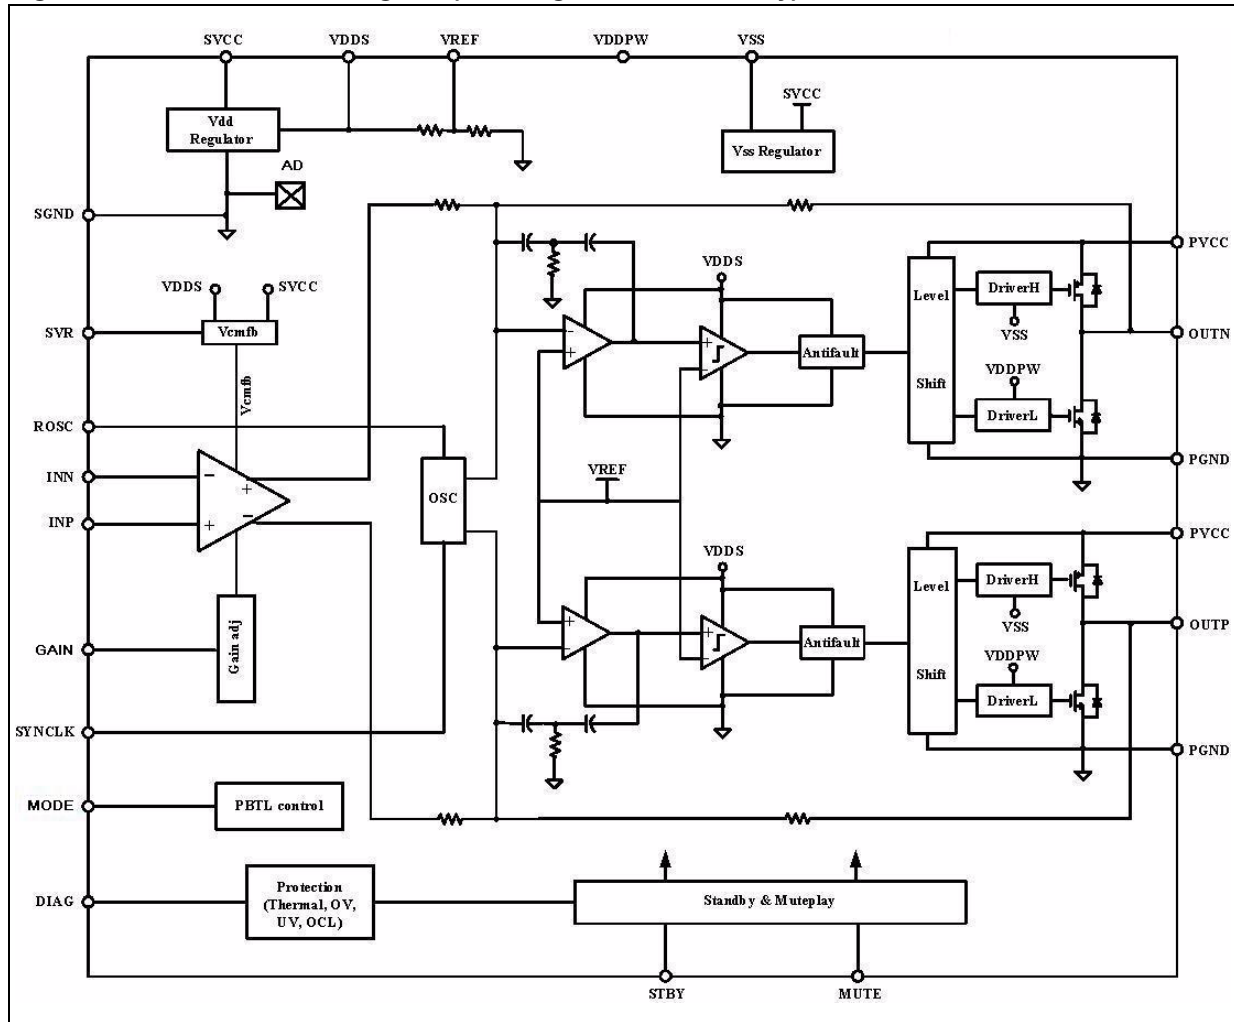 SVCC
VDDS
VREF
VDDPW
VSS
Vdd
Regulator
AD
SVCC
Vss Regulator
SGND
VDDS
SVCC
SVR
Vcmfb
Vcmfb
ROSC
INN
INP
-
+
+
-
OSC
GAIN
Gain adj
SYNCLK
MODE
PBTL control
DIAG
Protection
(Thermal, OV,
UV, OCL)
Standby & Muteplay
STBY
MUTE
VDDS
-
+
+
-
Antifault
Level
Shift
DriverH
VSS
VDDPW
DriverL
PVCC
OUTN
PGND
VREF
VDDS
+
-
+
-
Antifault
Level
Shift
DriverH
VSS
VDDPW
DriverL
PVCC
OUTP
PGND